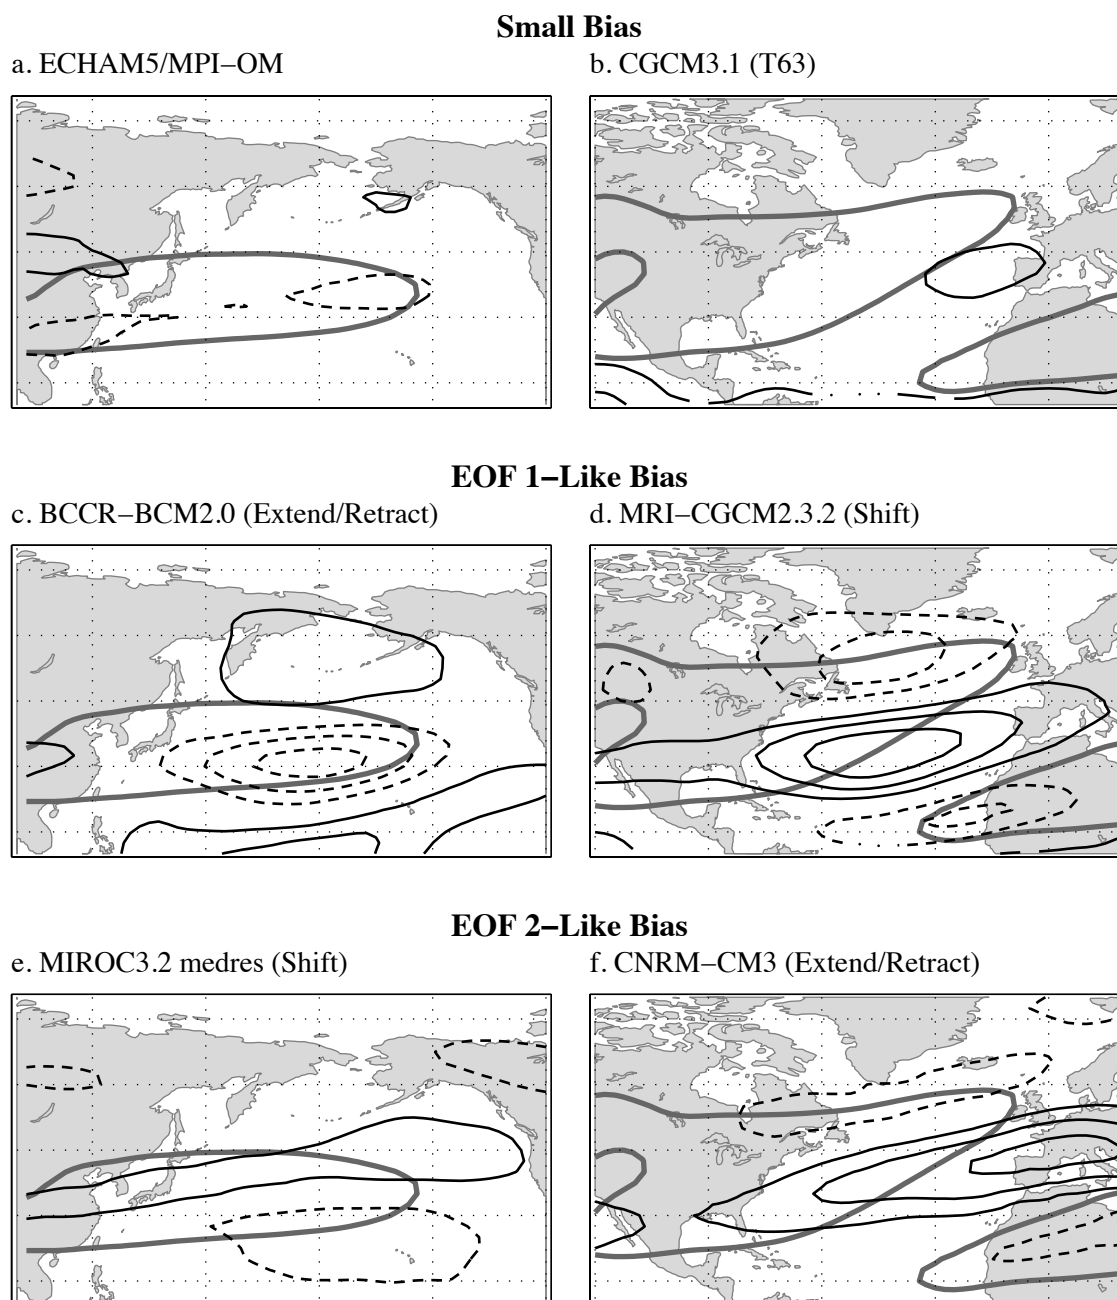 Small Bias
a. ECHAM5/MPI−OM
b. CGCM3.1 (T63)
EOF 1−Like Bias
c. BCCR−BCM2.0 (Extend/Retract)
d. MRI−CGCM2.3.2 (Shift)
EOF 2−Like Bias
e. MIROC3.2 medres (Shift)
f. CNRM−CM3 (Extend/Retract)